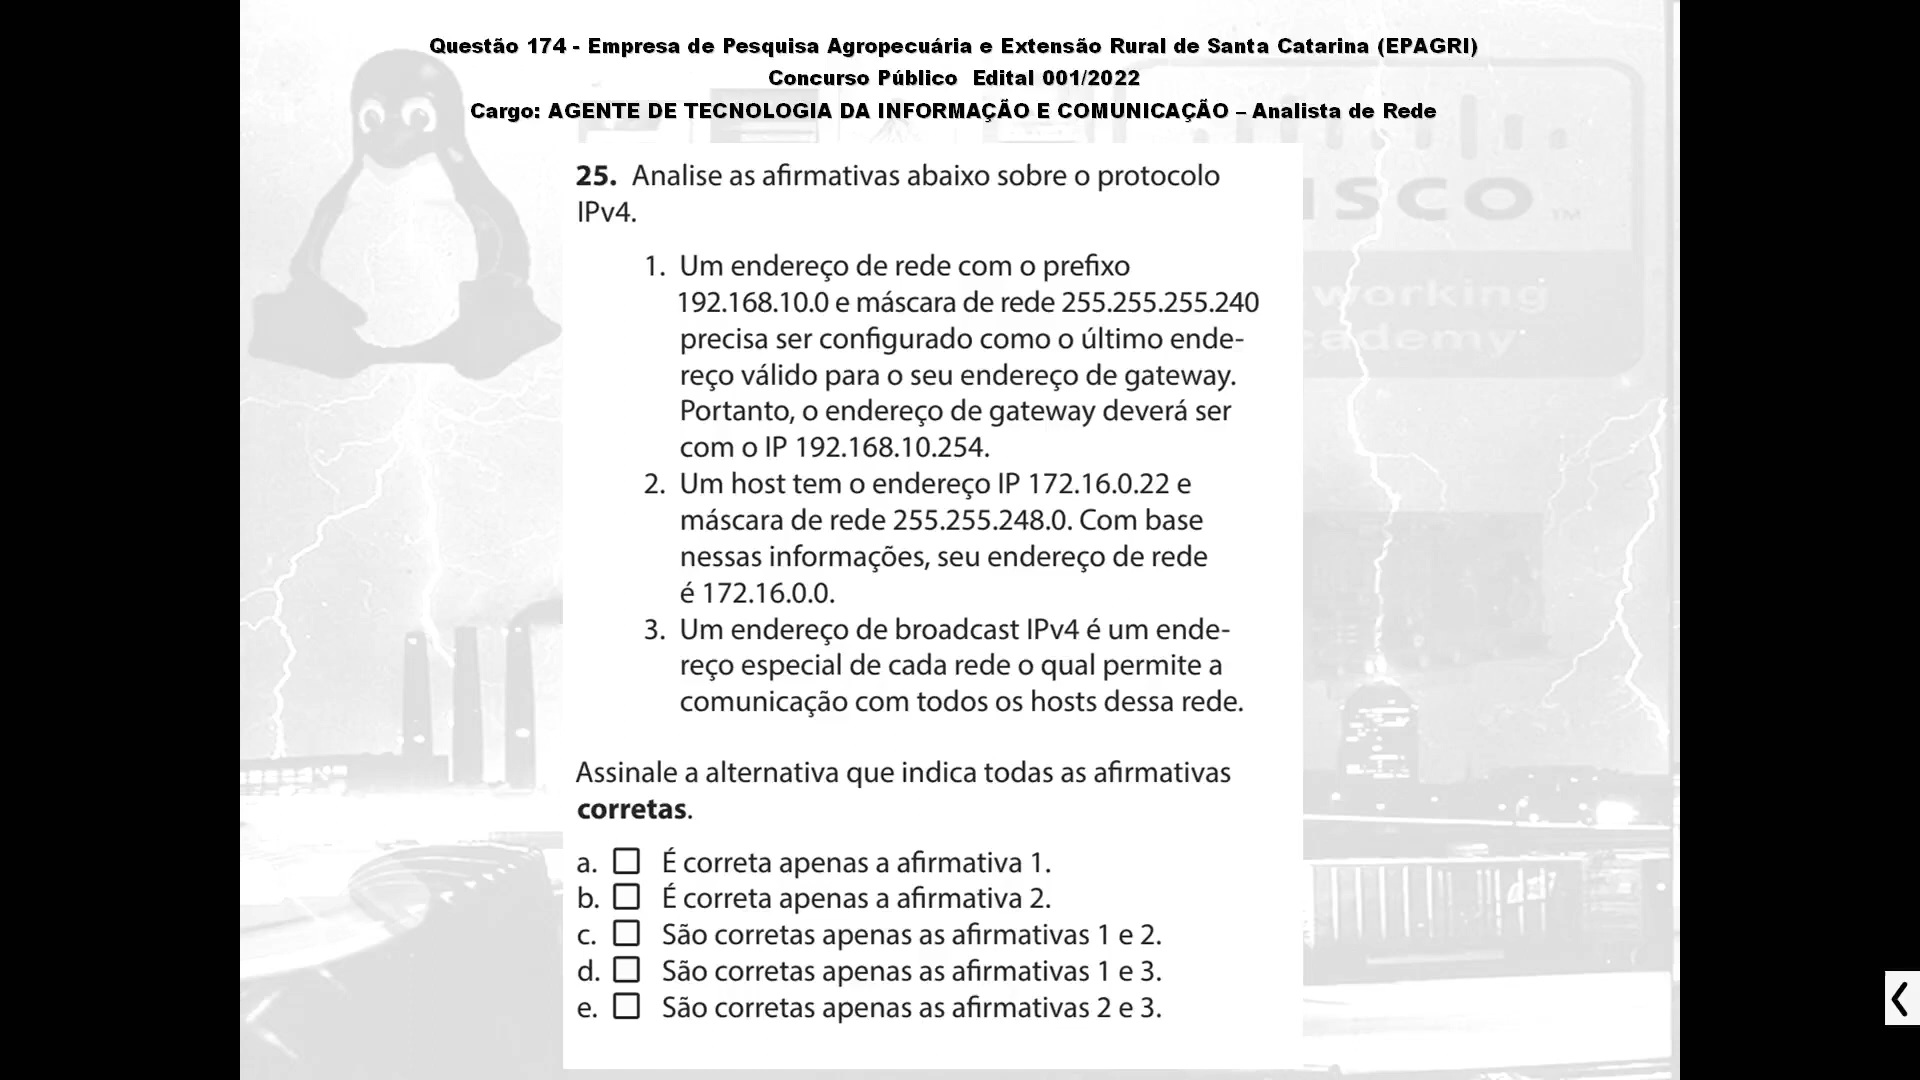 Questão 174 - Empresa de Pesquisa Agropecuária e Extensão Rural de Santa Catarina (EPAGRI)
Concurso Público Edital 001/2022
Cargo: AGENTE DE TECNOLOGIA DA INFORMAÇÃO E COMUNICAÇÃO – Analista de Rede
25. Analise as afirmativas abaixo sobre o protocolo
IPv4.
1. Um endereço de rede com o prefixo
192.168.10.0 e máscara de rede 255.255.255.240
precisa ser configurado como o último ende-
reço válido para o seu endereço de gateway.
Portanto, o endereço de gateway deverá ser
com o IP 192.168.10.254.
2. Um host tem o endereço IP 172.16.0.22 e
máscara de rede 255.255.248.0. Com base
nessas informações, seu endereço de rede
é 172.16.0.0.
3. Um endereço de broadcast IPv4 é um ende-
reço especial de cada rede o qual permite a
comunicação com todos os hosts dessa rede.
Assinale a alternativa que indica todas as afirmativas
corretas.
a. É correta apenas a afirmativa 1.
b. É correta apenas a afirmativa 2.
c. São corretas apenas as afirmativas 1 e 2.
d. São corretas apenas as afirmativas 1 e 3.
e. São corretas apenas as afirmativas 2 e 3.